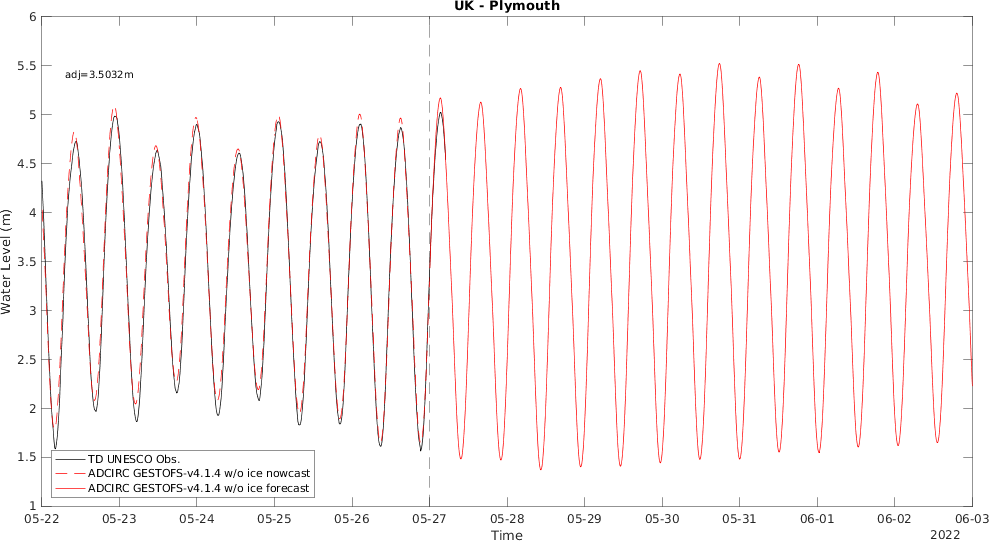 UK - Plymouth
6
5.5
5
4.5
4
3.5
3
2.5
2
1.5
1
Water Level (m)
adj=3.5032m
TD UNESCO Obs.
ADCIRC GESTOFS-v4.1.4 w/o ice nowcast
ADCIRC GESTOFS-v4.1.4 w/o ice forecast
05-22 05-23 05-24 05-25 05-26 05-27 05-28 05-29 05-30 05-31 06-01 06-02 06-03
Time
2022